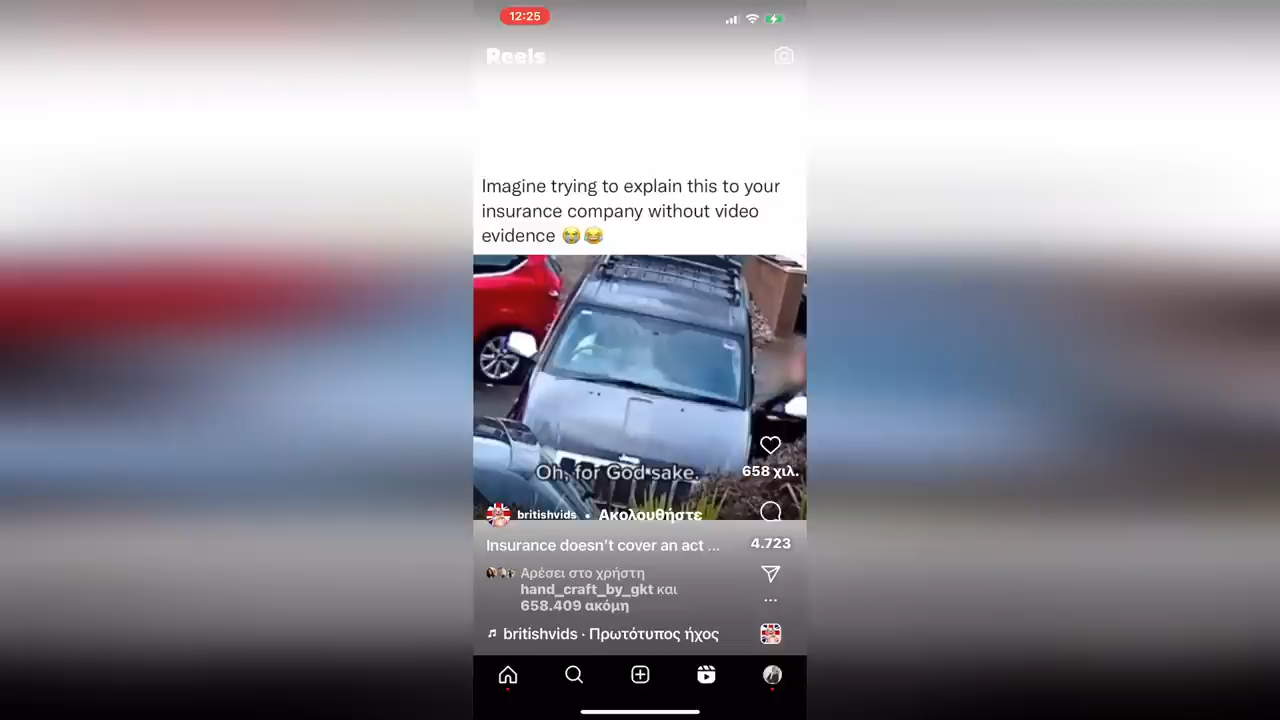 12:25
Reels
Imagine trying to explain this to your
insurance company without video
evidence 😭😂
Oh, for God sake.
658 χιλ.
britishvids • Ακολουθήστε
Insurance doesn't cover an act ...
4.723
Αρέσει στο χρήστη
hand_craft_by_gkt και
658.409 ακόμη
britishvids · Πρωτότυπος ήχος